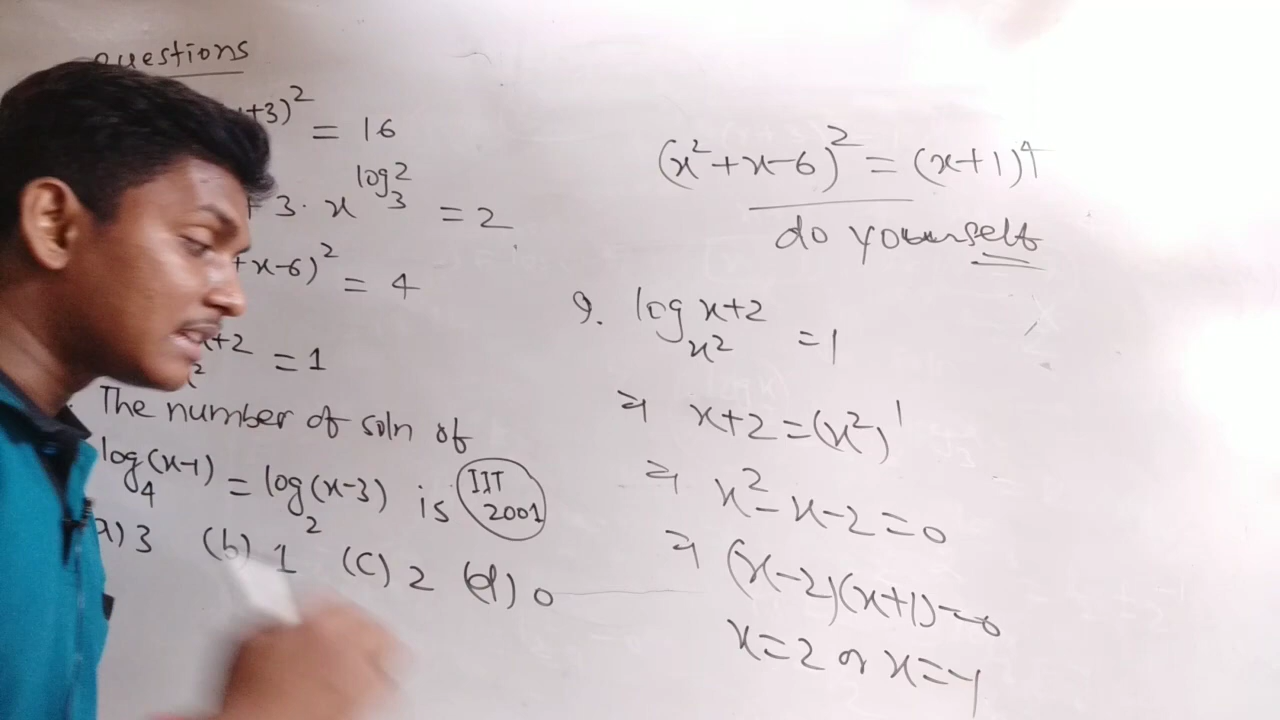 questions
+3)² = 16
3. x^log₃2 = 2
+x-6)² = 4
+2 = 1
The number of soln of
log₄(x-1) = log₂(x-3) is IIT 2001
a) 3 (b) 1 (c) 2 (d) 0
(x²+x-6)² = (x+1)⁴
do yourself
9. log_x² x+2 = 1
⇒ x+2 = (x²)¹
⇒ x²-x-2=0
⇒ (x-2)(x+1)=0
x=2 or x=-1